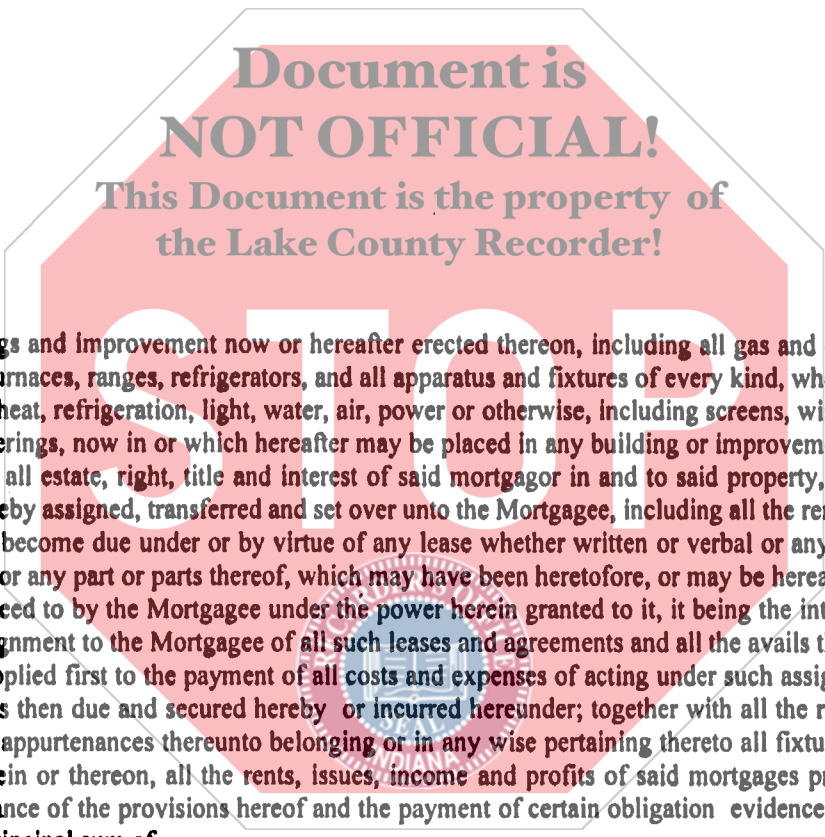 Document is
NOT OFFICIAL!
This Document is the property of
the Lake County Recorder!
STOP
gs and improvement now or hereafter erected thereon, including all gas and
urnaces, ranges, refrigerators, and all apparatus and fixtures of every kind, wh
heat, refrigeration, light, water, air, power or otherwise, including screens, wi
erings, now in or which hereafter may be placed in any building or improvem
all estate, right, title and interest of said mortgagor in and to said property,
eby assigned, transferred and set over unto the Mortgagee, including all the re
become due under or by virtue of any lease whether written or verbal or any
or any part or parts thereof, which may have been heretofore, or may be herea
eed to by the Mortgagee under the power herein granted to it, it being the int
gnment to the Mortgagee of all such leases and agreements and all the avails t
pplied first to the payment of all costs and expenses of acting under such assig
s then due and secured hereby or incurred hereunder; together with all the r
appurtenances thereunto belonging or in any wise pertaining thereto all fixtu
ein or thereon, all the rents, issues, income and profits of said mortgages pr
ance of the provisions hereof and the payment of certain obligation evidence
incipal sum of
RECORDER'S OFFICE
SEAL
INDIANA